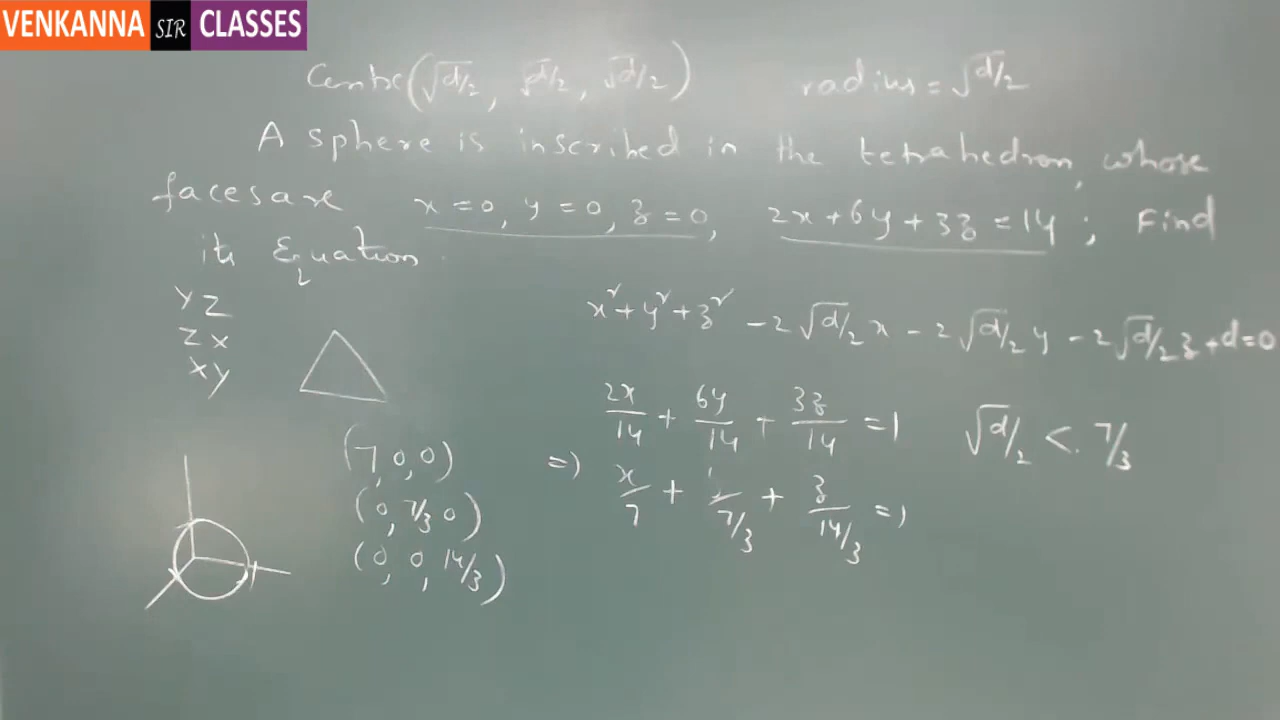 VENKANNA SIR CLASSES
Centre (√d/2, √d/2, √d/2) radius = √d/2
A sphere is inscribed in the tetrahedron, whose
faces are x=0, y=0, z=0, 2x+6y+3z=14; Find
its Equation.
YZ
ZX
XY
x²+y²+z² -2√d/2 x -2√d/2 y -2√d/2 z +d=0
2x/14 + 6y/14 + 3z/14 = 1 √d/2 < 7/3
(7,0,0)
(0, 7/3 0)
(0, 0, 14/3)
=) x/7 + y/7/3 + z/14/3 = 1